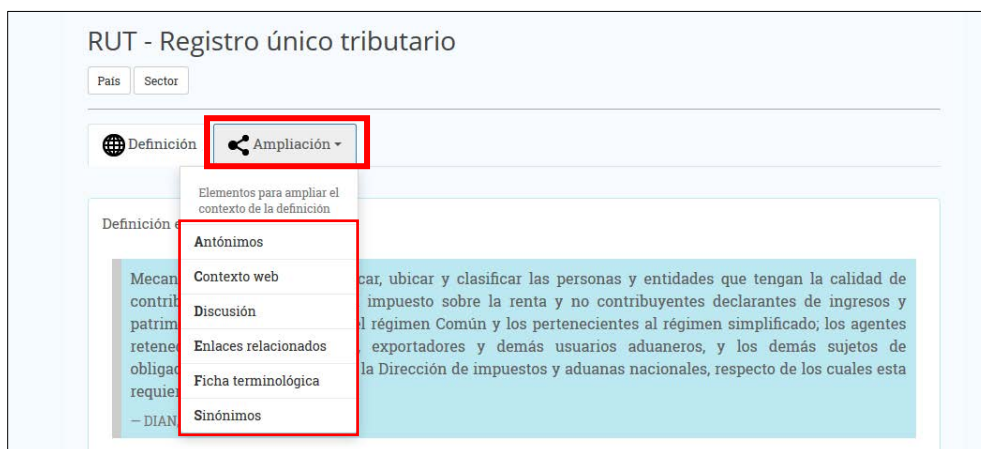 RUT - Registro único tributario
País Sector
Definición Ampliación
Elementos para ampliar el
contexto de la definición
Definición
Antónimos
Mecan car, ubicar y clasificar las personas y entidades que tengan la calidad de
Contexto web
contrib impuesto sobre la renta y no contribuyentes declarantes de ingresos y
Discusión
patrim l régimen Común y los pertenecientes al régimen simplificado; los agentes
Enlaces relacionados
retene , exportadores y demás usuarios aduaneros, y los demás sujetos de
Ficha terminológica
obligac la Dirección de impuestos y aduanas nacionales, respecto de los cuales esta
requier
Sinónimos
— DIAN,